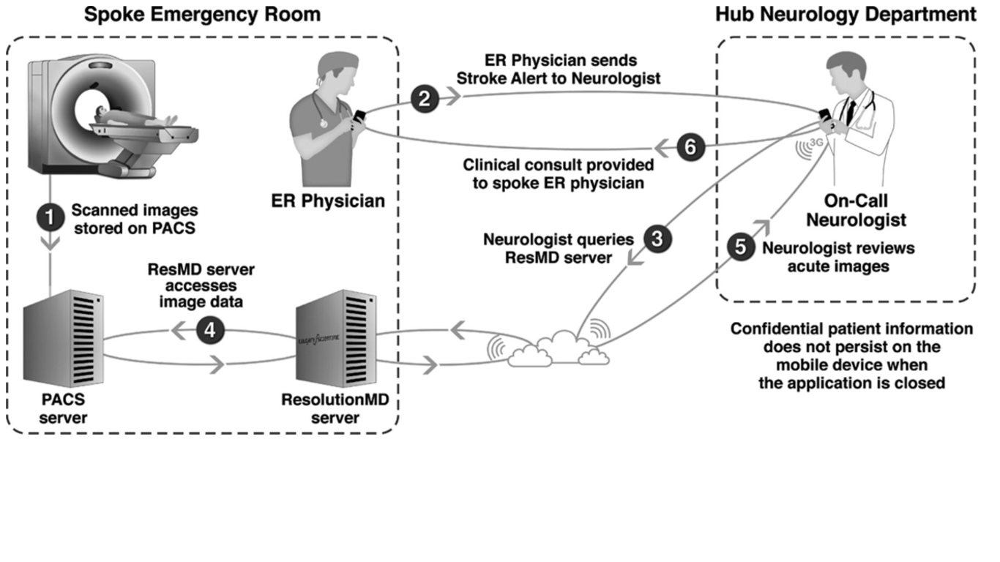 Spoke Emergency Room
Hub Neurology Department
ER Physician sends
Stroke Alert to Neurologist
2
6
3G
Clinical consult provided
to spoke ER physician
ER Physician
On-Call
Neurologist
1
Scanned images
stored on PACS
Neurologist queries
ResMD server
3
5
Neurologist reviews
acute images
ResMD server
accesses
image data
4
Confidential patient information
does not persist on the
mobile device when
the application is closed
PACS
server
ResolutionMD
server